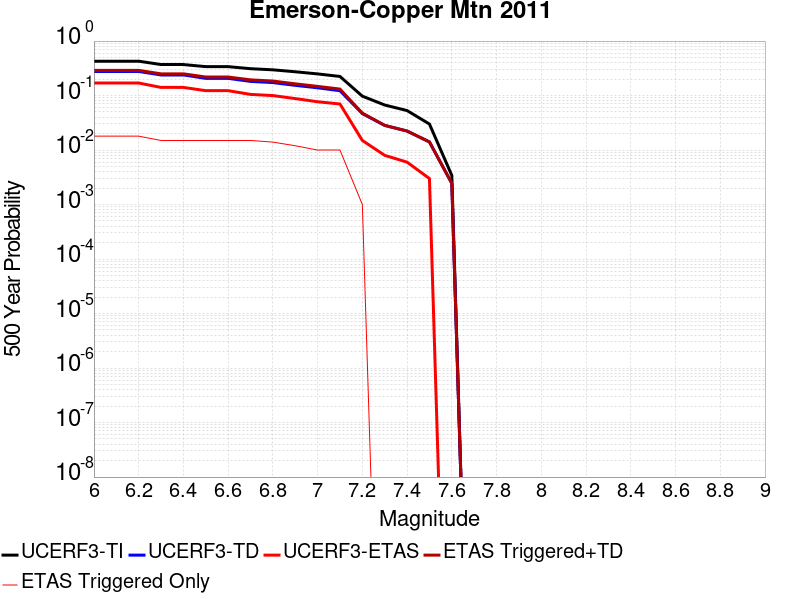 Emerson-Copper Mtn 2011
500 Year Probability
10^0
10^-1
10^-2
10^-3
10^-4
10^-5
10^-6
10^-7
10^-8
6 6.2 6.4 6.6 6.8 7 7.2 7.4 7.6 7.8 8 8.2 8.4 8.6 8.8 9
Magnitude
UCERF3-TI UCERF3-TD UCERF3-ETAS ETAS Triggered+TD
ETAS Triggered Only